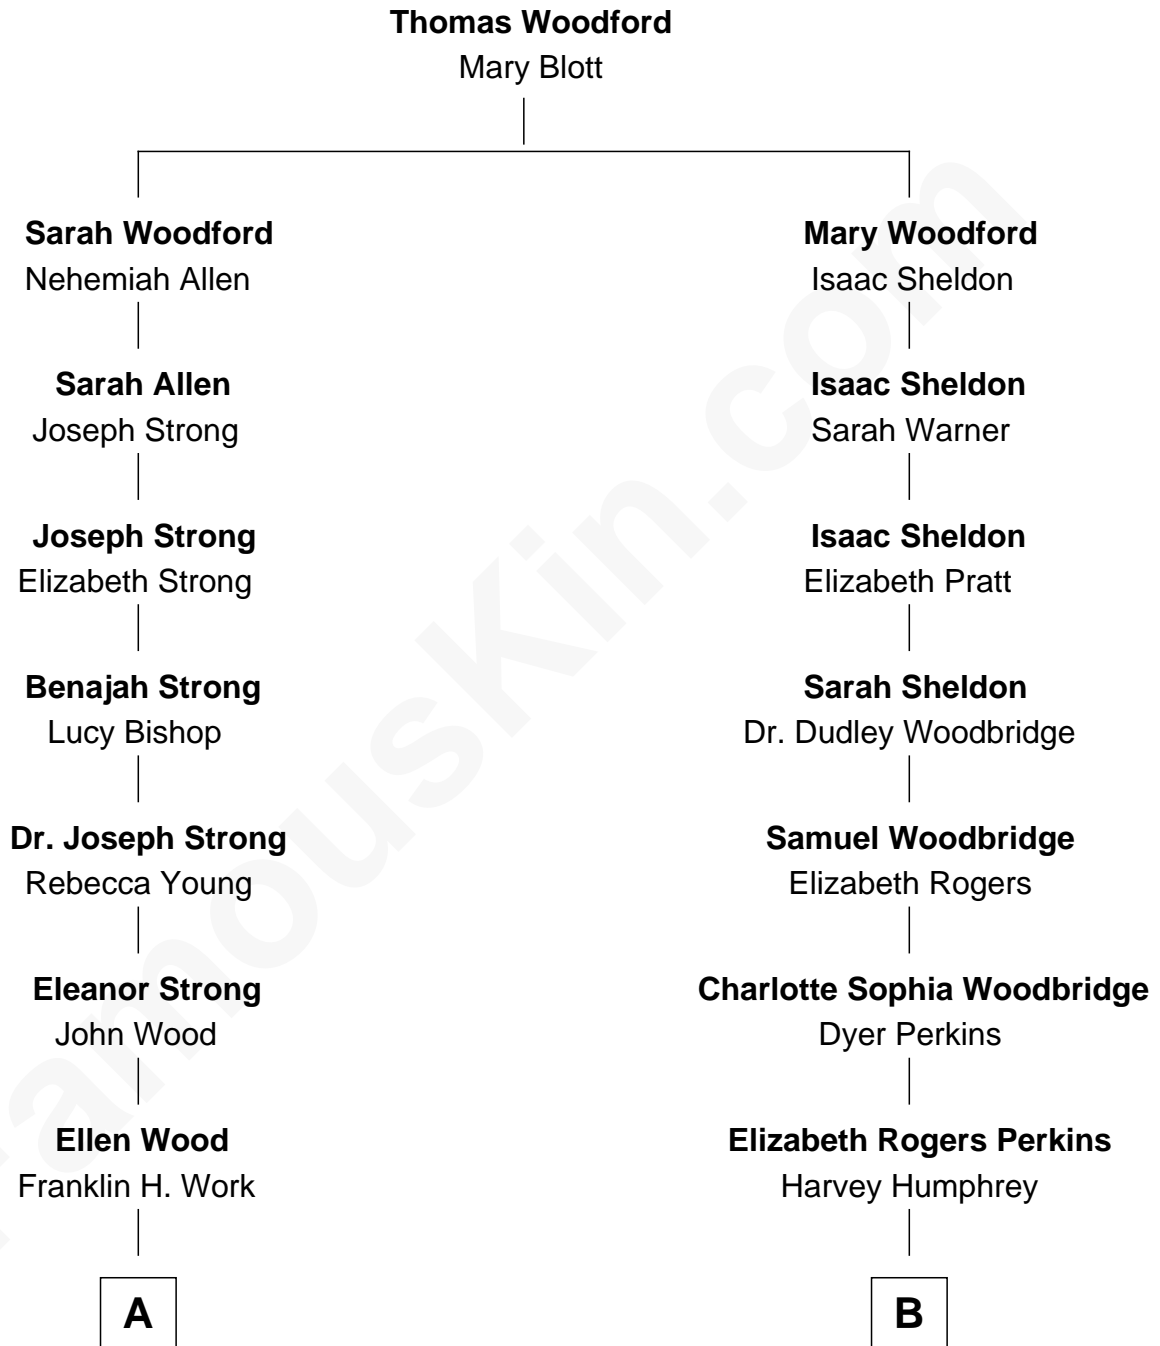 Thomas Woodford
Mary Blott
Sarah Woodford
Nehemiah Allen
Mary Woodford
Isaac Sheldon
Sarah Allen
Joseph Strong
Isaac Sheldon
Sarah Warner
Joseph Strong
Elizabeth Strong
Isaac Sheldon
Elizabeth Pratt
Benajah Strong
Lucy Bishop
Sarah Sheldon
Dr. Dudley Woodbridge
Dr. Joseph Strong
Rebecca Young
Samuel Woodbridge
Elizabeth Rogers
Eleanor Strong
John Wood
Charlotte Sophia Woodbridge
Dyer Perkins
Ellen Wood
Franklin H. Work
Elizabeth Rogers Perkins
Harvey Humphrey
A
B
FamousKin.com